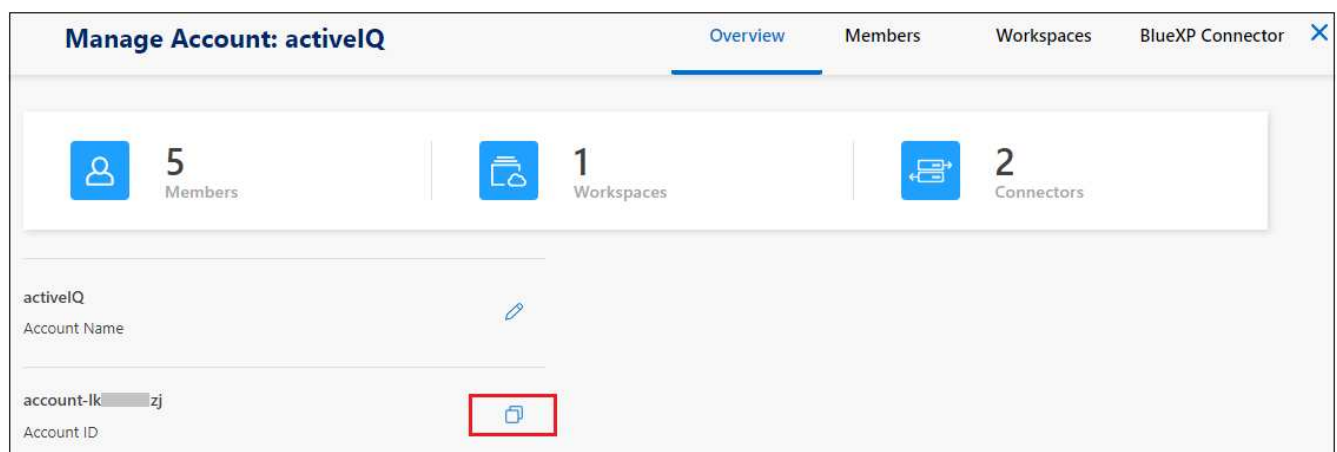 Manage Account: activeIQ
Overview Members Workspaces BlueXP Connector
5 1 2
Members Workspaces Connectors
activeIQ
Account Name
account-lk zj
Account ID